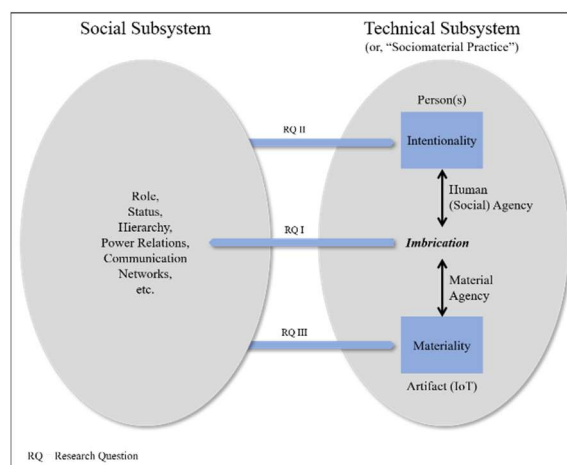 Social Subsystem
Technical Subsystem
(or, “Sociomaterial Practice”)
Person(s)
RQ II
Intentionality
Role,
Status,
Hierarchy,
Power Relations,
Communication
Networks,
etc.
Human
(Social) Agency
RQ I
Imbrication
Material
Agency
RQ III
Materiality
Artifact (IoT)
RQ Research Question